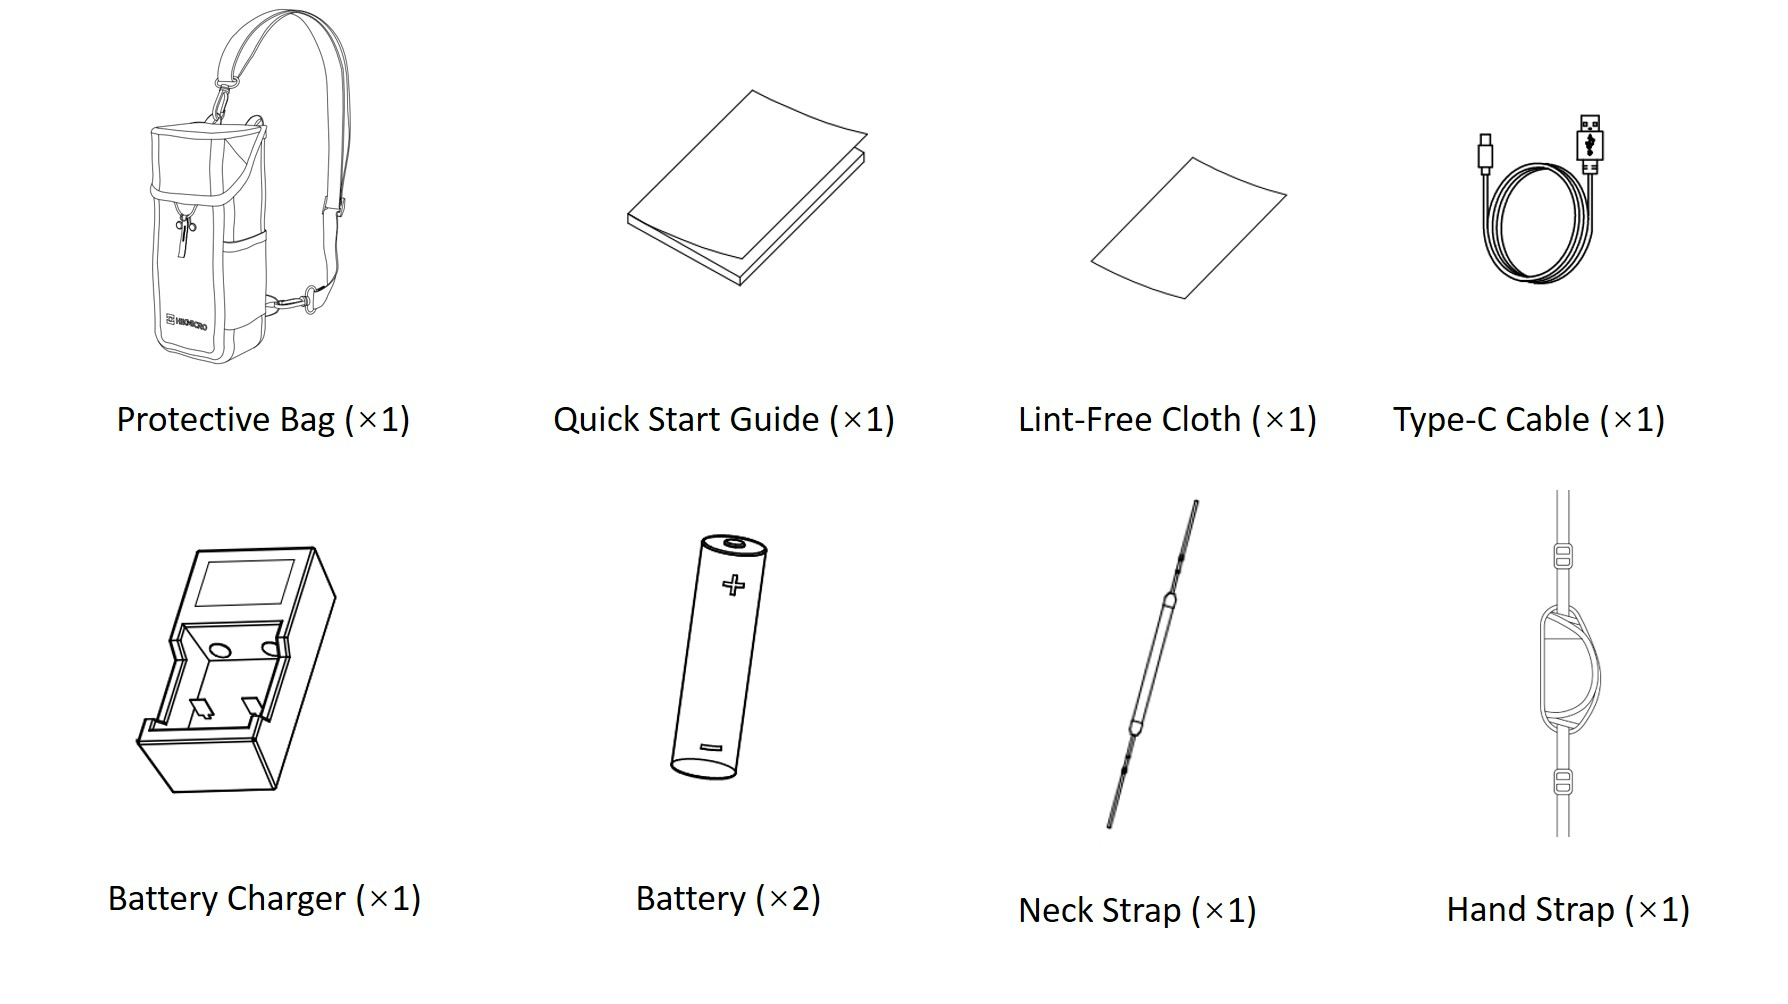 HIKMICRO
Protective Bag (×1)
Quick Start Guide (×1)
Lint-Free Cloth (×1)
Type-C Cable (×1)
Battery Charger (×1)
Battery (×2)
Neck Strap (×1)
Hand Strap (×1)